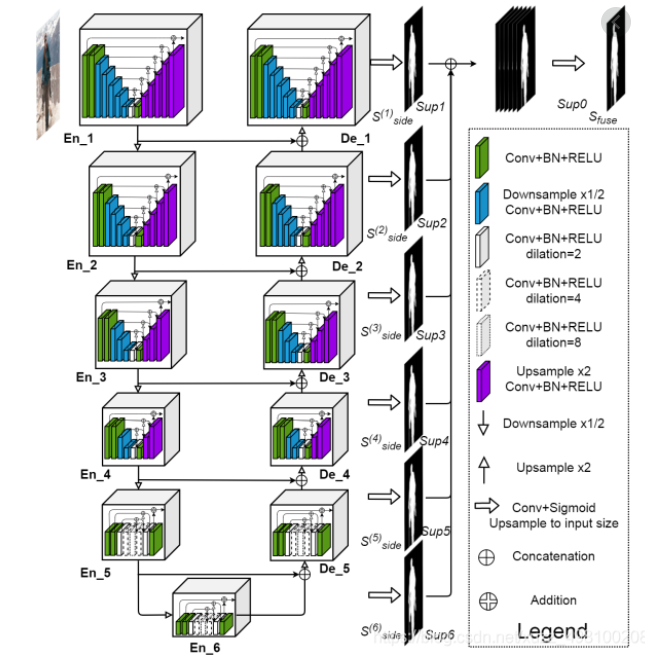 S(1)side
Sup1
Sup0
Sfuse
En_1
De_1
S(2)side
Sup2
En_2
De_2
S(3)side
Sup3
En_3
De_3
S(4)side
Sup4
En_4
De_4
S(5)side
Sup5
En_5
De_5
S(6)side
Sup6
En_6
Conv+BN+RELU
Downsample x1/2
Conv+BN+RELU
Conv+BN+RELU
dilation=2
Conv+BN+RELU
dilation=4
Conv+BN+RELU
dilation=8
Upsample x2
Conv+BN+RELU
Downsample x1/2
Upsample x2
Conv+Sigmoid
Upsample to input size
Concatenation
Addition
Legend